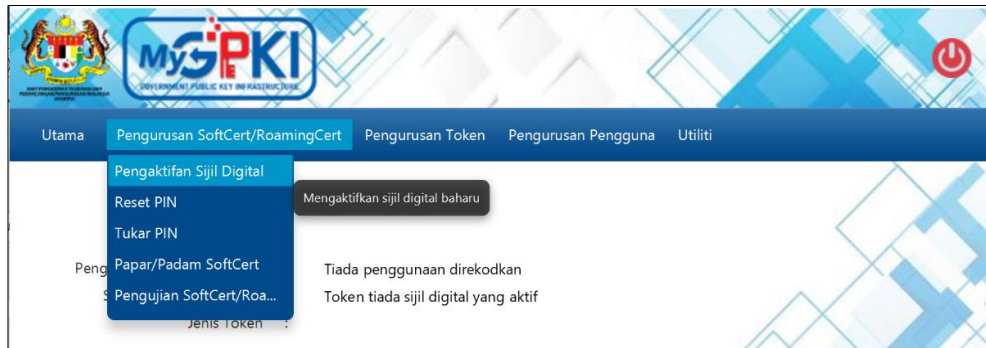 MyGPKI
GOVERNMENT PUBLIC KEY INFRASTRUCTURE
Utama Pengurusan SoftCert/RoamingCert Pengurusan Token Pengurusan Pengguna Utiliti
Pengaktifan Sijil Digital
Mengaktifkan sijil digital baharu
Reset PIN
Tukar PIN
Papar/Padam SoftCert
Peng
Tiada penggunaan direkodkan
Pengujian SoftCert/Roa...
S
Token tiada sijil digital yang aktif
Jenis Token :